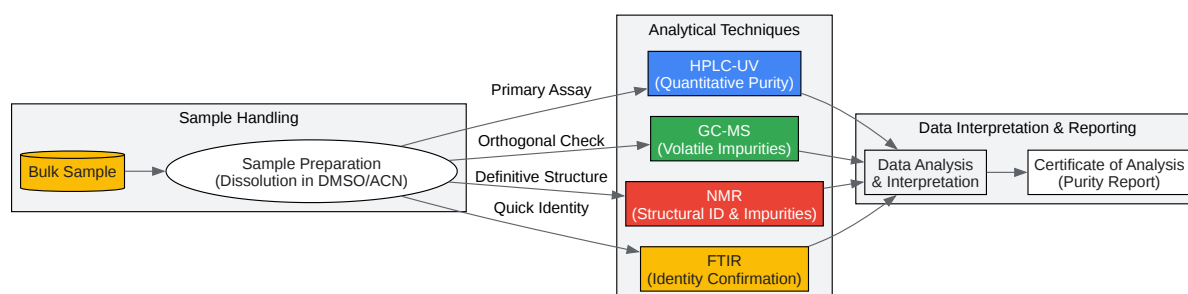 Sample Handling
Bulk Sample
Sample Preparation
(Dissolution in DMSO/ACN)
Primary Assay
Orthogonal Check
Definitive Structure
Quick Identity
Analytical Techniques
HPLC-UV
(Quantitative Purity)
GC-MS
(Volatile Impurities)
NMR
(Structural ID & Impurities)
FTIR
(Identity Confirmation)
Data Interpretation & Reporting
Data Analysis
& Interpretation
Certificate of Analysis
(Purity Report)